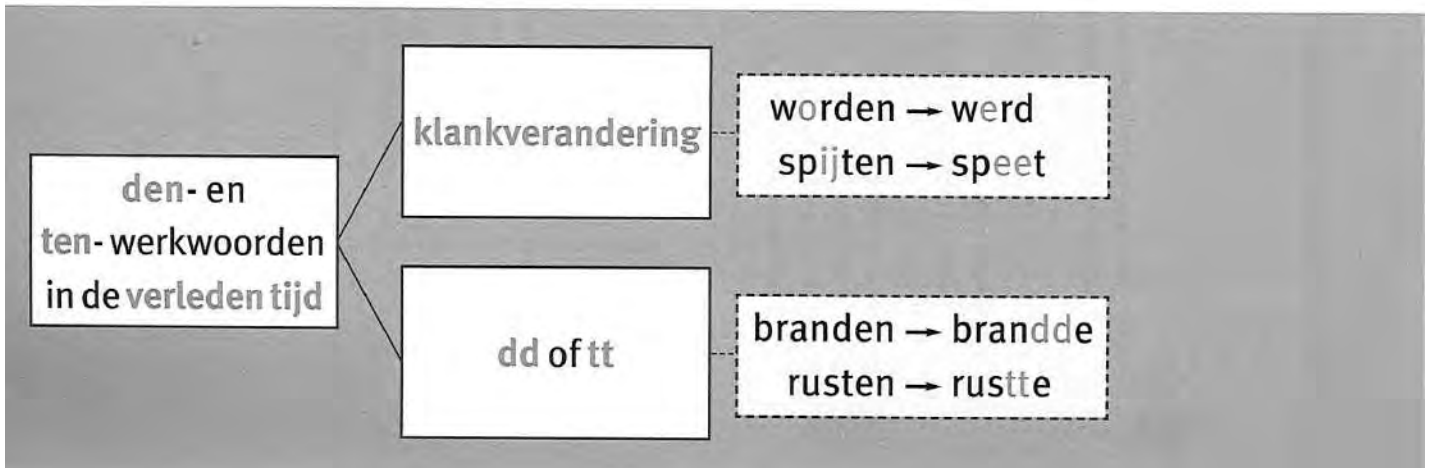 den- en
ten- werkwoorden
in de verleden tijd
klankverandering
worden → werd
spijten → speet
dd of tt
branden → brandde
rusten → rustte